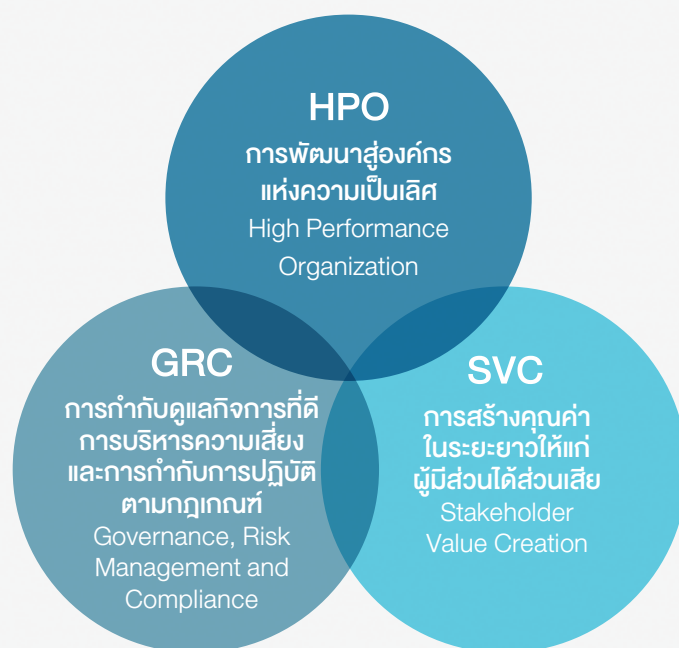 HPO
การพัฒนาสู่องค์กร
แห่งความเป็นเลิศ
High Performance
Organization
GRC
การกำกับดูแลกิจการที่ดี
การบริหารความเสี่ยง
และการกำกับการปฏิบัติ
ตามกฎเกณฑ์
Governance, Risk
Management and
Compliance
SVC
การสร้างคุณค่า
ในระยะยาวให้แก่
ผู้มีส่วนได้ส่วนเสีย
Stakeholder
Value Creation